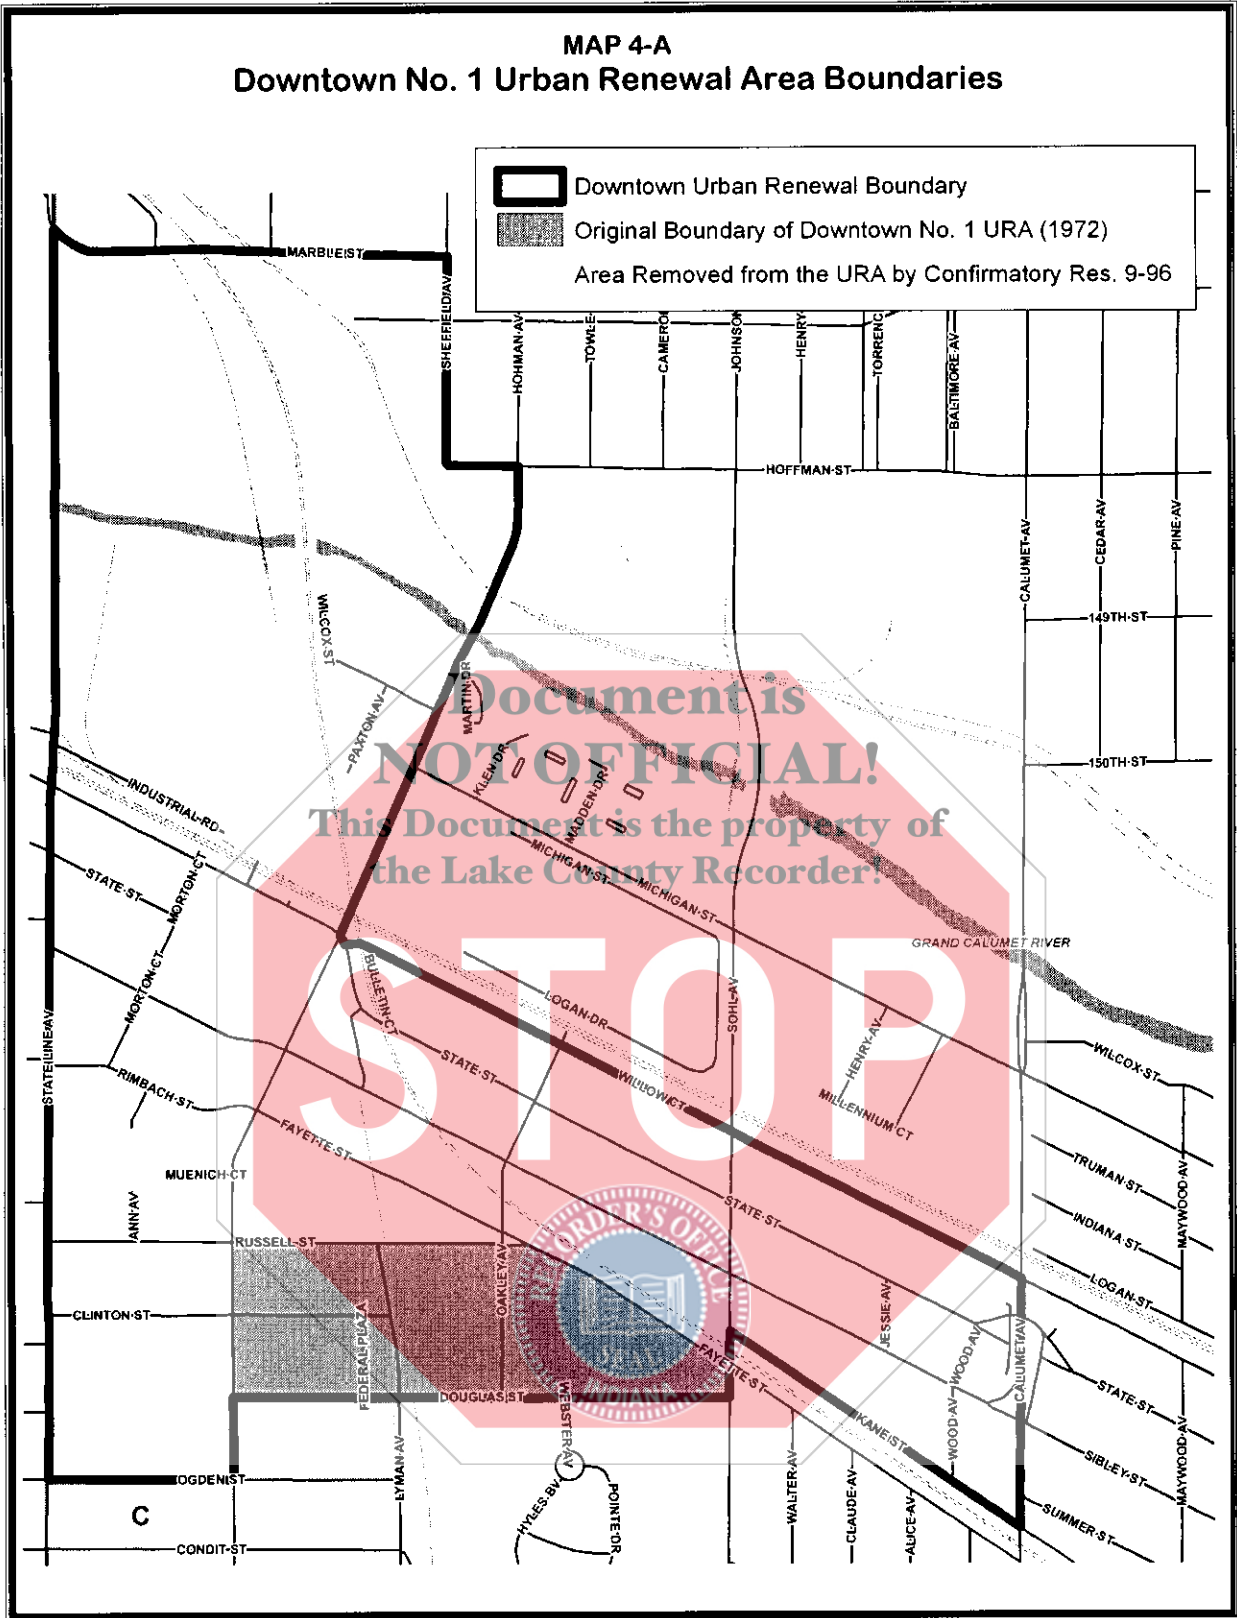 MAP 4-A
Downtown No. 1 Urban Renewal Area Boundaries
Downtown Urban Renewal Boundary
Original Boundary of Downtown No. 1 URA (1972)
Area Removed from the URA by Confirmatory Res. 9-96
MARBLE ST
SHEFFIELD AV
HOHMAN AV
TOWLE
CAMERO
JOHNSON
HENRY
TORRENC
BALTIMORE AV
HOFFMAN ST
CALUMET AV
CEDAR AV
PINE AV
149TH ST
150TH ST
WILCOX ST
PAXTON AV
MARTIN DR
Document is
NOT OFFICIAL!
This Document is the property of
the Lake County Recorder!
KLEN DR
MADDEN DR
INDUSTRIAL RD
MICHIGAN ST
MICHIGAN ST
STATE ST
MORTON CT
MORTON CT
GRAND CALUMET RIVER
STOP
BULLETIN CT
LOGAN DR
SOHL AV
STATE LINE AV
STATE ST
HENRY AV
WILCOX ST
RIMBACH ST
WILLOW CT
MILLENNIUM CT
FAYETTE ST
MUENICH CT
TRUMAN ST
MAYWOOD AV
ANN AV
STATE ST
INDIANA ST
RUSSELL ST
RECORDER'S OFFICE
LOGAN ST
OAKLEY AV
CLINTON ST
FEDERAL PLAZA
JESSIE AV
WOOD AV
CALUMET AV
FAYETTE ST
INDIANA
DOUGLAS ST
WEBSTER AV
STATE ST
KANE ST
WOOD AV
MAYWOOD AV
SIBLEY ST
OGDEN ST
LYMAN AV
HYLES BV
POINTE DR
WALTER AV
CLAUDE AV
ALICE AV
SUMMER ST
C
CONDIT ST